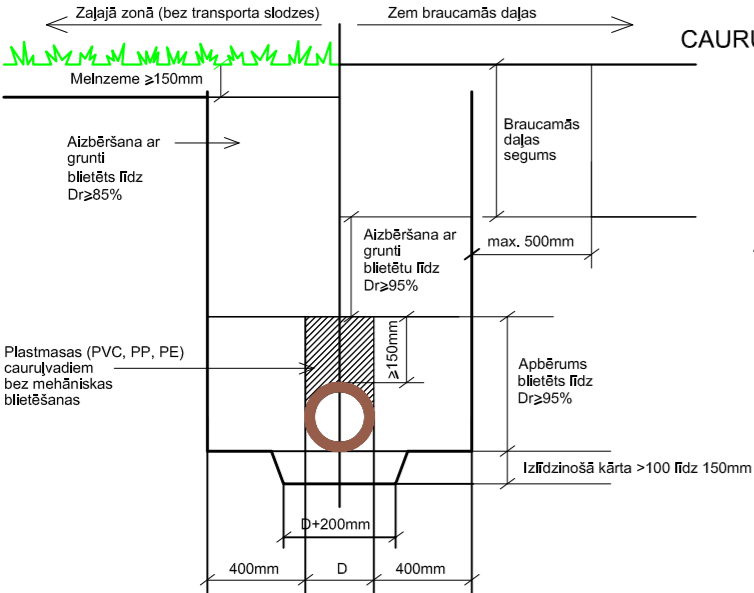 Zaļajā zonā (bez transporta slodzes)
Zem braucamās daļas
CAURU
Melnzeme ≥150mm
Aizbēršana ar
grunti
blietēts līdz
Dr≥85%
Braucamās
daļas
segums
Aizbēršana ar
grunti
blietētu līdz
Dr≥95%
max. 500mm
≥150mm
Plastmasas (PVC, PP, PE)
cauruļvadiem
bez mehāniskas
blietēšanas
Apbērums
blietēts līdz
Dr≥95%
Izlīdzinošā kārta >100 līdz 150mm
D+200mm
400mm
D
400mm